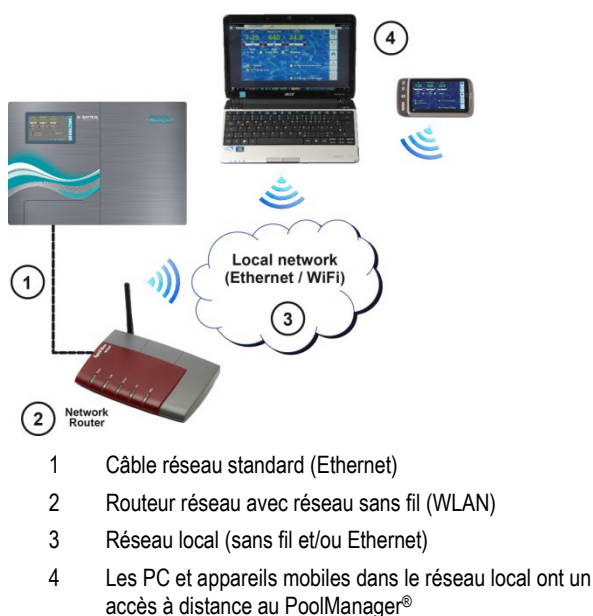 4
acer
1
Local network
(Ethernet / WiFi)
3
2
Network
Router
1 Câble réseau standard (Ethernet)
2 Routeur réseau avec réseau sans fil (WLAN)
3 Réseau local (sans fil et/ou Ethernet)
4 Les PC et appareils mobiles dans le réseau local ont un
accès à distance au PoolManager®